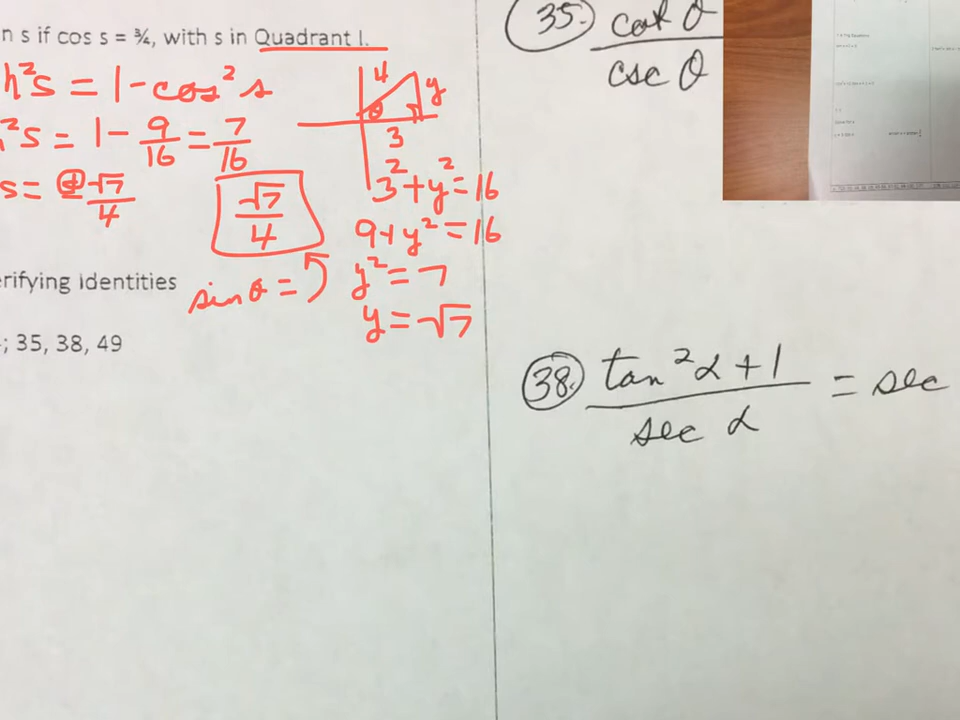 n s if cos s = ¾, with s in Quadrant I.
n²s = 1 - cos² s
²s = 1 - 9/16 = 7/16
s = ± √7/4
√7/4
sin θ =
4
y
θ
3
3² + y² = 16
9 + y² = 16
y² = 7
y = √7
erifying Identities
; 35, 38, 49
35. cot θ / csc θ
38. tan² α + 1 / sec α = sec